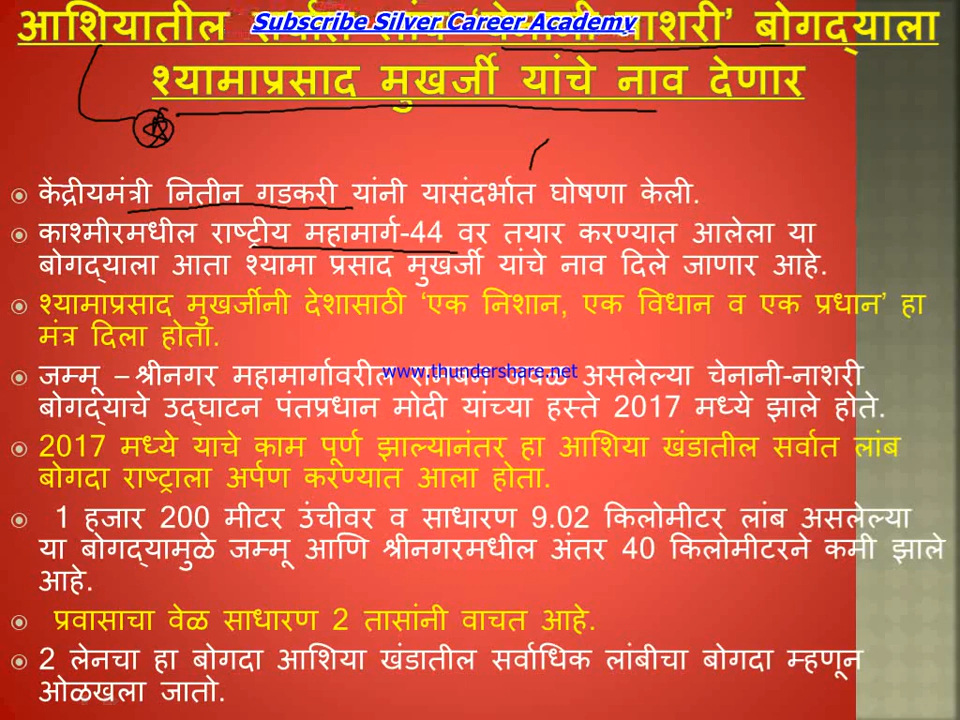 Subscribe Silver Career Academy
आशियातील बोगद्याला
श्यामाप्रसाद मुखर्जी यांचे नाव देणार
केंद्रीयमंत्री नितीन गडकरी यांनी यासंदर्भात घोषणा केली.
काश्मीरमधील राष्ट्रीय महामार्ग-44 वर तयार करण्यात आलेला या
बोगद्याला आता श्यामा प्रसाद मुखर्जी यांचे नाव दिले जाणार आहे.
श्यामाप्रसाद मुखर्जीनी देशासाठी ‘एक निशान, एक विधान व एक प्रधान’ हा
मंत्र दिला होता.
www.thundershare.net
जम्मू –श्रीनगर महामार्गावरील असलेल्या चेनानी-नाशरी
बोगद्याचे उद्घाटन पंतप्रधान मोदी यांच्या हस्ते 2017 मध्ये झाले होते.
2017 मध्ये याचे काम पूर्ण झाल्यानंतर हा आशिया खंडातील सर्वात लांब
बोगदा राष्ट्राला अर्पण करण्यात आला होता.
1 हजार 200 मीटर उंचीवर व साधारण 9.02 किलोमीटर लांब असलेल्या
या बोगद्यामुळे जम्मू आणि श्रीनगरमधील अंतर 40 किलोमीटरने कमी झाले
आहे.
प्रवासाचा वेळ साधारण 2 तासांनी वाचत आहे.
2 लेनचा हा बोगदा आशिया खंडातील सर्वाधिक लांबीचा बोगदा म्हणून
ओळखला जातो.